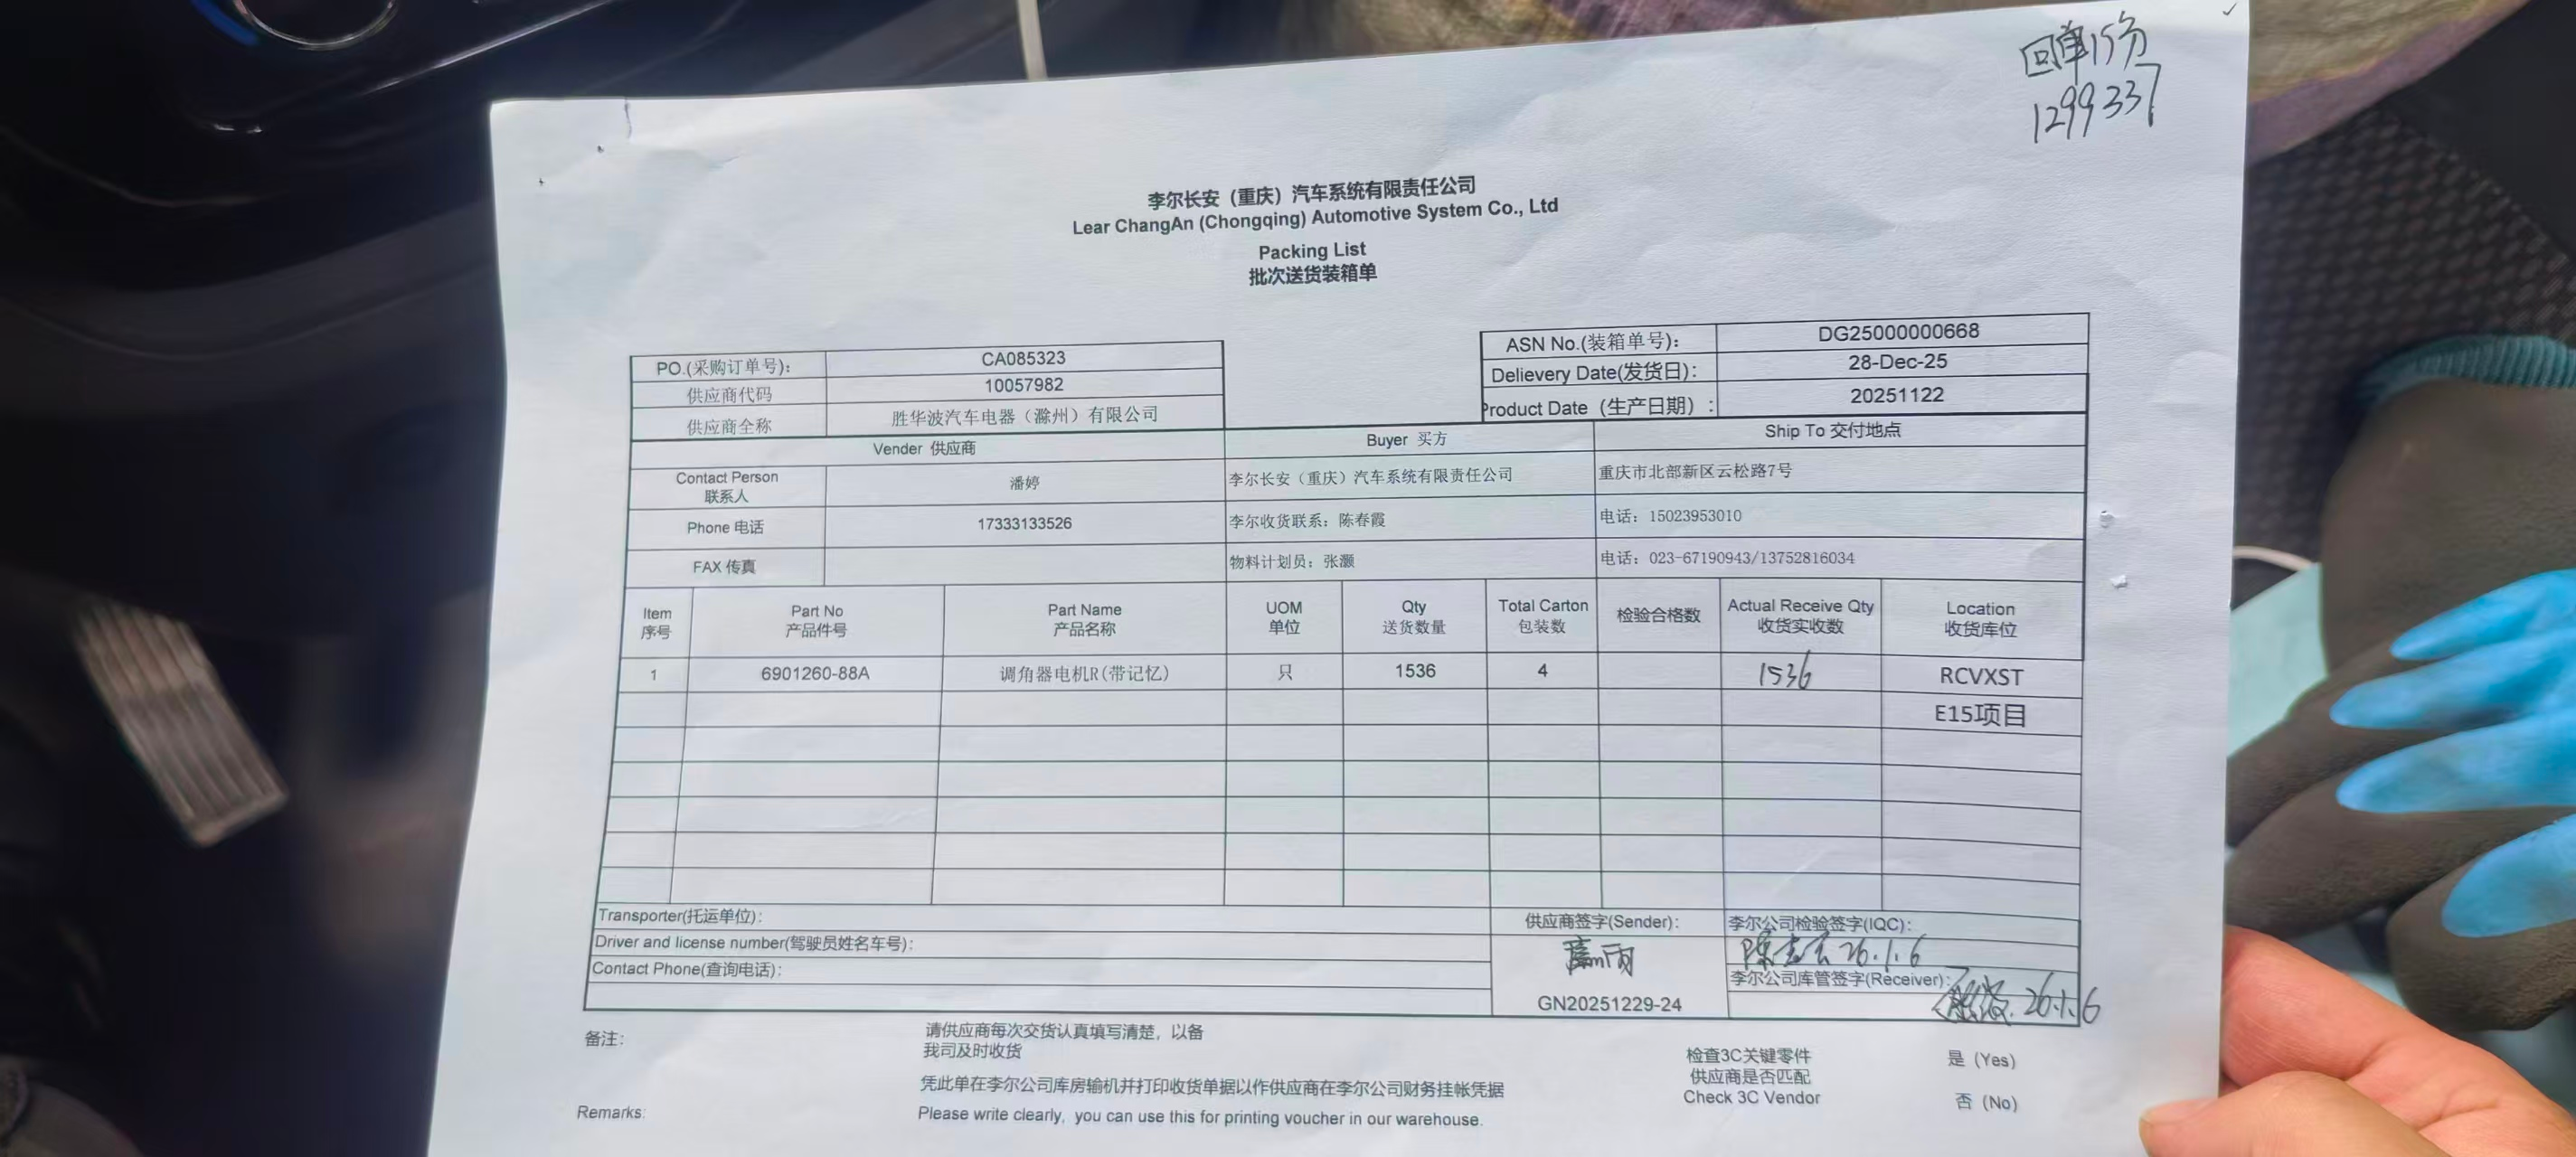 回单15份
1299337
李尔长安（重庆）汽车系统有限责任公司
Lear ChangAn (Chongqing) Automotive System Co., Ltd
Packing List
批次送货装箱单
PO.(采购订单号): CA085323
供应商代码 10057982
供应商全称 胜华波汽车电器（滁州）有限公司
ASN No.(装箱单号): DG25000000668
Delievery Date(发货日): 28-Dec-25
Product Date（生产日期）: 20251122
Vender 供应商 Buyer 买方 Ship To 交付地点
Contact Person 联系人 潘婷 李尔长安（重庆）汽车系统有限责任公司 重庆市北部新区云松路7号
Phone 电话 17333133526 李尔收货联系: 陈春霞 电话: 15023953010
FAX 传真 物料计划员: 张灏 电话: 023-67190943/13752816034
Item Part No Part Name UOM Qty Total Carton 检验合格数 Actual Receive Qty Location
序号 产品件号 产品名称 单位 送货数量 包装数 收货实收数 收货库位
1 6901260-88A 调角器电机R(带记忆) 只 1536 4 1536 RCVXST
E15项目
Transporter(托运单位): 供应商签字(Sender): 李尔公司检验签字(IQC):
Driver and license number(驾驶员姓名车号): 26.1.6
Contact Phone(查询电话): 李尔公司库管签字(Receiver):
GN20251229-24 26.1.6
备注: 请供应商每次交货认真填写清楚，以备
我司及时收货
检查3C关键零件 是 (Yes)
供应商是否匹配
凭此单在李尔公司库房输机并打印收货单据以作供应商在李尔公司财务挂帐凭据
Check 3C Vendor 否 (No)
Remarks: Please write clearly, you can use this for printing voucher in our warehouse.